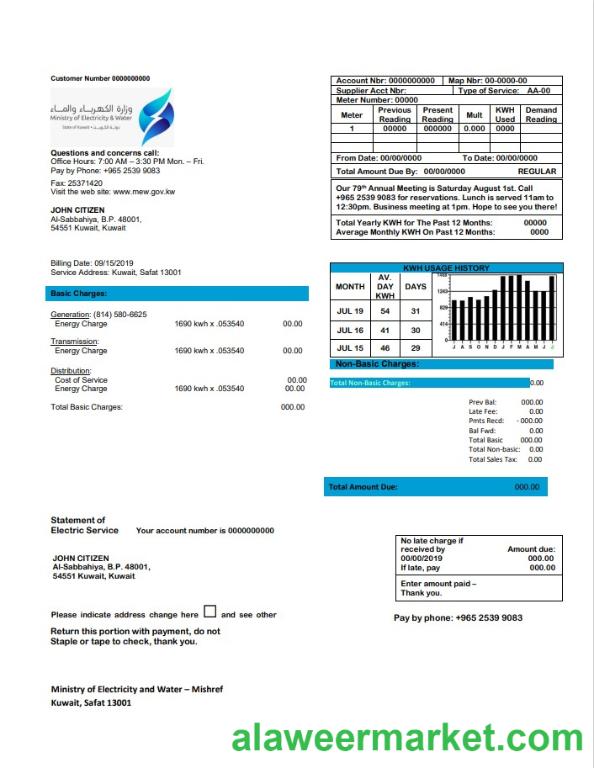 Customer Number 0000000000
وزارة الكهرباء والماء
Ministry of Electricity & Water
State of Kuwait • دولة الكويت
Questions and concerns call:
Office Hours: 7:00 AM – 3:30 PM Mon. – Fri.
Pay by Phone: +965 2539 9083
Fax: 25371420
Visit the web site: www.mew.gov.kw
JOHN CITIZEN
Al-Sabbahiya, B.P. 48001,
54551 Kuwait, Kuwait
Billing Date: 09/15/2019
Service Address: Kuwait, Safat 13001
Basic Charges:
Generation: (814) 580-6625
Energy Charge 1690 kwh x .053540 00.00
Transmission:
Energy Charge 1690 kwh x .053540 00.00
Distribution:
Cost of Service 00.00
Energy Charge 1690 kwh x .053540 00.00
Total Basic Charges: 000.00
Account Nbr: 0000000000 Map Nbr: 00-0000-00
Supplier Acct Nbr: Type of Service: AA-00
Meter Number: 00000
Meter Previous Reading Present Reading Mult KWH Used Demand Reading
1 00000 000000 0.000 0000
From Date: 00/00/0000 To Date: 00/00/0000
Total Amount Due By: 00/00/0000 REGULAR
Our 79th Annual Meeting is Saturday August 1st. Call
+965 2539 9083 for reservations. Lunch is served 11am to
12:30pm. Business meeting at 1pm. Hope to see you there!
Total Yearly KWH for The Past 12 Months: 00000
Average Monthly KWH On Past 12 Months: 0000
KWH USAGE HISTORY
MONTH AV. DAY KWH DAYS
JUL 19 54 31
JUL 16 41 30
JUL 15 46 29
1243
829
414
0
J A S O N D J F M A M J J
Non-Basic Charges:
Total Non-Basic Charges: 0.00
Prev Bal: 000.00
Late Fee: 0.00
Pmts Recd: - 000.00
Bal Fwd: 0.00
Total Basic 000.00
Total Non-basic: 0.00
Total Sales Tax: 0.00
Total Amount Due: 000.00
Statement of
Electric Service Your account number is 0000000000
JOHN CITIZEN
Al-Sabbahiya, B.P. 48001,
54551 Kuwait, Kuwait
No late charge if
received by Amount due:
00/00/2019 000.00
If late, pay 000.00
Enter amount paid –
Thank you.
Please indicate address change here and see other
Return this portion with payment, do not
Staple or tape to check, thank you.
Pay by phone: +965 2539 9083
Ministry of Electricity and Water – Mishref
Kuwait, Safat 13001
alaweermarket.com